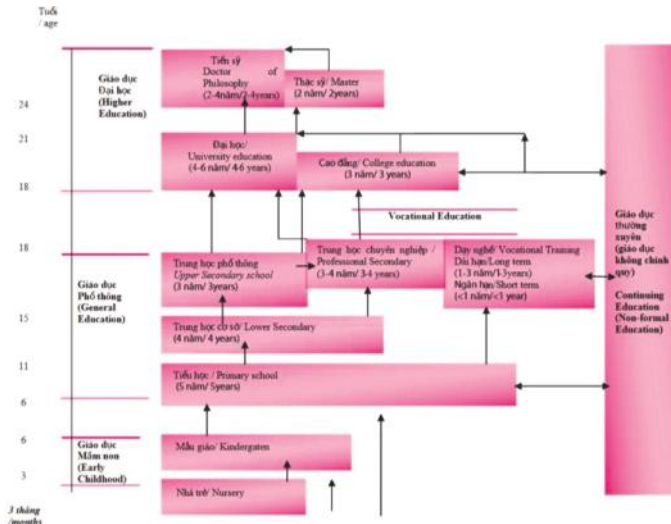 Tuổi
/ age
Tiến sỹ
Doctor of
Philosophy
(2-4năm/2-4years)
Thạc sỹ/ Master
(2 năm/ 2years)
Giáo dục
Đại học
(Higher
Education)
24
21
Đại học/
University education
(4-6 năm/ 4-6 years)
Cao đẳng/ College education
(3 năm/ 3 years)
18
Vocational Education
18
Trung học phổ thông
Upper Secondary school
(3 năm/ 3years)
Trung học chuyên nghiệp /
Professional Secondary
(3-4 năm/ 3-4 years)
Dạy nghề/ Vocational Training
Dài hạn/Long term
(1-3 năm/1-3years)
Ngắn hạn/Short term
(<1 năm/<1 year)
Giáo dục
thường
xuyên (giáo dục
không chính
quy)
Continuing
Education
(Non-formal
Education)
Giáo dục
Phổ thông
(General
Education)
15
Trung học cơ sở/ Lower Secondary
(4 năm/ 4 years)
11
Tiểu học / Primary school
(5 năm/ 5years)
6
6
Giáo dục
Mầm non
(Early
Childhood)
Mẫu giáo/ Kindergaten
3
Nhà trẻ/ Nursery
3 tháng
/months